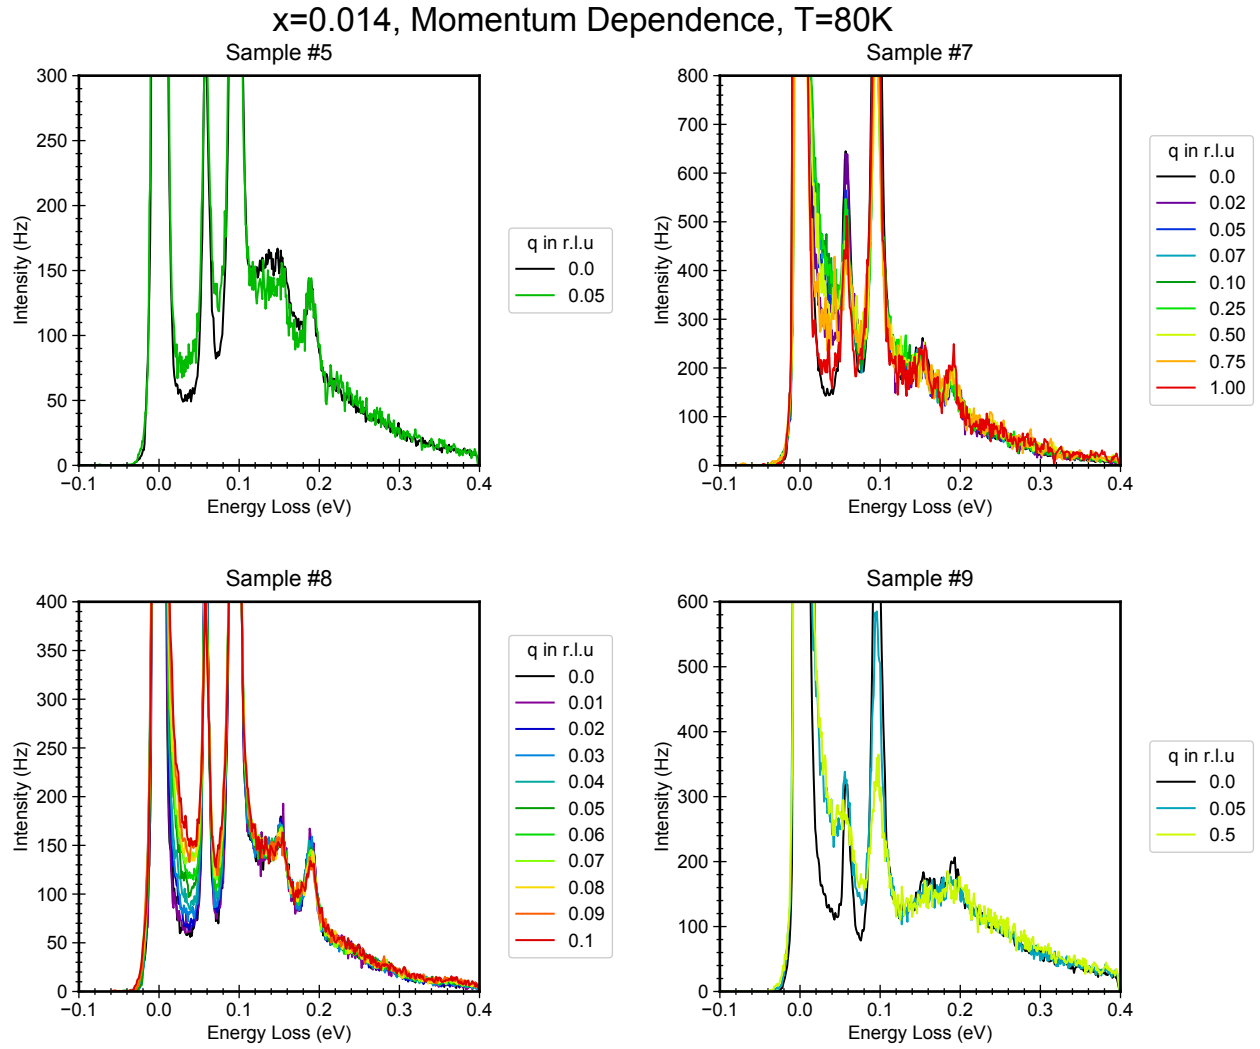 x=0.014, Momentum Dependence, T=80K
Sample #5
300
250
200
150
100
50
0
Intensity (Hz)
−0.1 0.0 0.1 0.2 0.3 0.4
Energy Loss (eV)
q in r.l.u
0.0
0.05
Sample #7
800
700
600
500
400
300
200
100
0
Intensity (Hz)
−0.1 0.0 0.1 0.2 0.3 0.4
Energy Loss (eV)
q in r.l.u
0.0
0.02
0.05
0.07
0.10
0.25
0.50
0.75
1.00
Sample #8
400
350
300
250
200
150
100
50
0
Intensity (Hz)
−0.1 0.0 0.1 0.2 0.3 0.4
Energy Loss (eV)
q in r.l.u
0.0
0.01
0.02
0.03
0.04
0.05
0.06
0.07
0.08
0.09
0.1
Sample #9
600
500
400
300
200
100
0
Intensity (Hz)
−0.1 0.0 0.1 0.2 0.3 0.4
Energy Loss (eV)
q in r.l.u
0.0
0.05
0.5